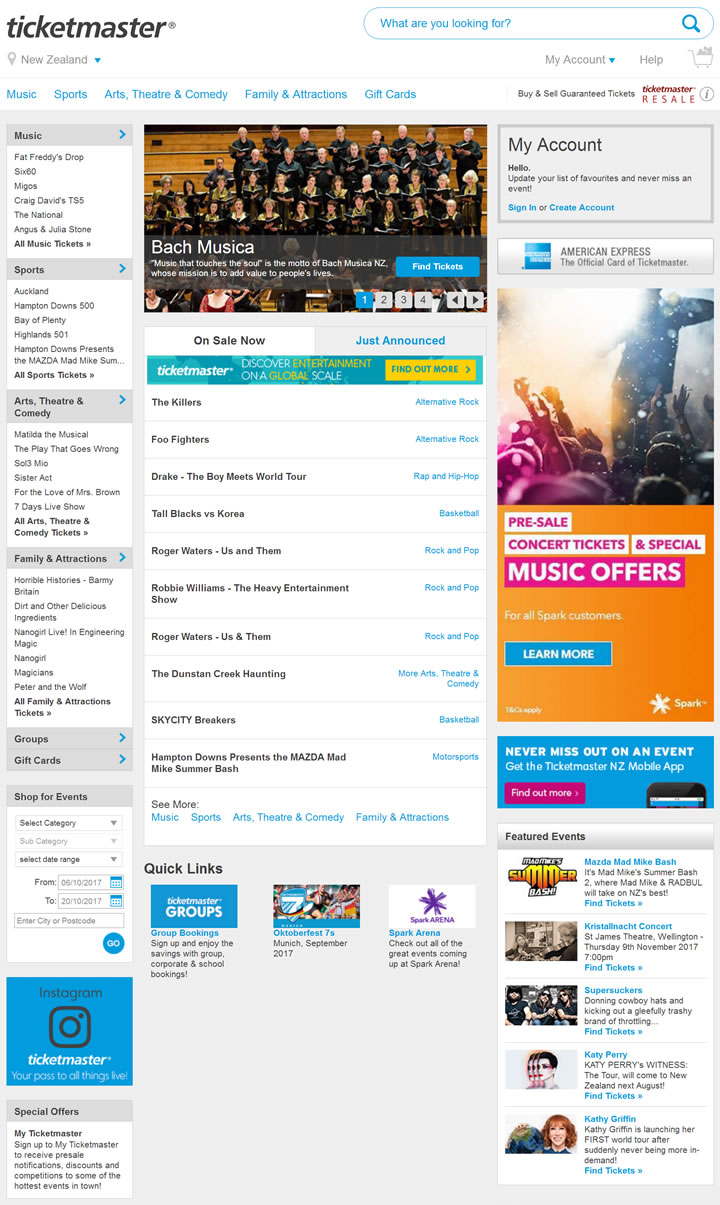 ticketmaster®
What are you looking for?
New Zealand
My Account
Help
Music
Sports
Arts, Theatre & Comedy
Family & Attractions
Gift Cards
Buy & Sell Guaranteed Tickets
ticketmaster®
RESALE
i
Music
Fat Freddy's Drop
Six60
Migos
Craig David's TS5
The National
Angus & Julia Stone
All Music Tickets »
Sports
Auckland
Hampton Downs 500
Bay of Plenty
Highlands 501
Hampton Downs Presents
the MAZDA Mad Mike Sum...
All Sports Tickets »
Arts, Theatre &
Comedy
Matilda the Musical
The Play That Goes Wrong
Sol3 Mio
Sister Act
For the Love of Mrs. Brown
7 Days Live Show
All Arts, Theatre &
Comedy Tickets »
Family & Attractions
Horrible Histories - Barmy
Britain
Dirt and Other Delicious
Ingredients
Nanogirl Live! In Engineering
Magic
Nanogirl
Magicians
Peter and the Wolf
All Family & Attractions
Tickets »
Groups
Gift Cards
Shop for Events
Select Category
Sub Category
select date range
From: 06/10/2017
To: 20/10/2017
Enter City or Postcode
GO
Instagram
ticketmaster®
Your pass to all things live!
Special Offers
My Ticketmaster
Sign up to My Ticketmaster
to receive presale
notifications, discounts and
competitions to some of the
hottest events in town!
Bach Musica
"Music that touches the soul" is the motto of Bach Musica NZ,
whose mission is to add value to people's lives.
Find Tickets
1 2 3 4
On Sale Now
Just Announced
ticketmaster®
DISCOVER ENTERTAINMENT
ON A GLOBAL SCALE
FIND OUT MORE
The Killers
Alternative Rock
Foo Fighters
Alternative Rock
Drake - The Boy Meets World Tour
Rap and Hip-Hop
Tall Blacks vs Korea
Basketball
Roger Waters - Us and Them
Rock and Pop
Robbie Williams - The Heavy Entertainment
Show
Rock and Pop
Roger Waters - Us & Them
Rock and Pop
The Dunstan Creek Haunting
More Arts, Theatre &
Comedy
SKYCITY Breakers
Basketball
Hampton Downs Presents the MAZDA Mad
Mike Summer Bash
Motorsports
See More:
Music Sports Arts, Theatre & Comedy Family & Attractions
Quick Links
ticketmaster®
GROUPS
Group Bookings
Sign up and enjoy the
savings with group,
corporate & school
bookings!
Oktoberfest 7s
Munich, September
2017
Spark ARENA
Spark Arena
Check out all of the
great events coming
up at Spark Arena!
My Account
Hello.
Update your list of favourites and never miss an
event!
Sign In or Create Account
AMERICAN EXPRESS
The Official Card of Ticketmaster.
PRE-SALE
CONCERT TICKETS & SPECIAL
MUSIC OFFERS
For all Spark customers.
LEARN MORE
T&Cs apply
Spark
NEVER MISS OUT ON AN EVENT
Get the Ticketmaster NZ Mobile App
Find out more ›
Featured Events
MAD MIKE'S
SUMMER
BASH!
Mazda Mad Mike Bash
It's Mad Mike's Summer Bash
2, where Mad Mike & RADBUL
will take on NZ's best!
Find Tickets »
Kristallnacht Concert
St James Theatre, Wellington -
Thursday 9th November 2017
7:00pm
Find Tickets »
Supersuckers
Donning cowboy hats and
kicking out a gleefully trashy
brand of throttling...
Find Tickets »
Katy Perry
KATY PERRY's WITNESS:
The Tour, will come to New
Zealand next August!
Find Tickets »
Kathy Griffin
Kathy Griffin is launching her
FIRST world tour after
suddenly never being more in-
demand!
Find Tickets »